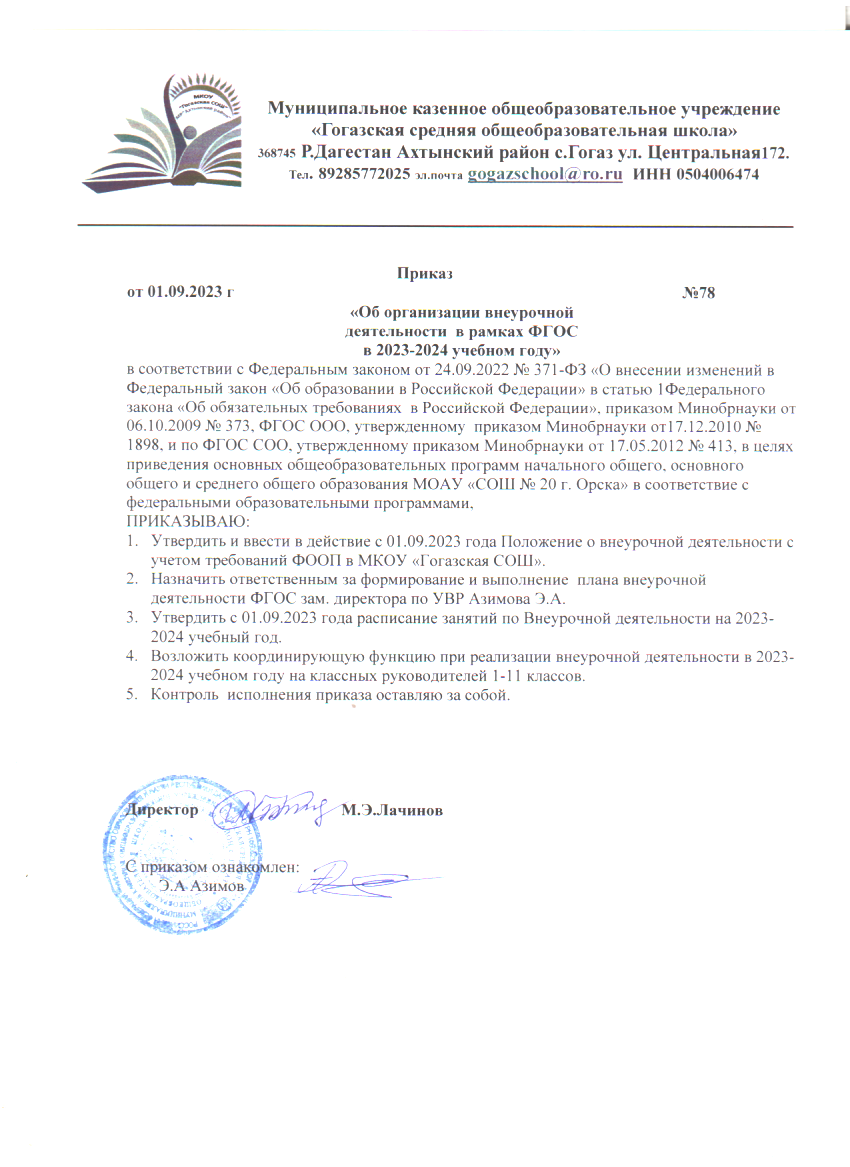 МКОУ
"Гогазская СОШ"
МР "Ахтынский район"
Муниципальное казенное общеобразовательное учреждение
«Гогазская средняя общеобразовательная школа»
368745 Р.Дагестан Ахтынский район с.Гогаз ул. Центральная172.
Тел. 89285772025 эл.почта gogazschool@ro.ru ИНН 0504006474
Приказ
от 01.09.2023 г №78
«Об организации внеурочной
деятельности в рамках ФГОС
в 2023-2024 учебном году»
в соответствии с Федеральным законом от 24.09.2022 № 371-ФЗ «О внесении изменений в
Федеральный закон «Об образовании в Российской Федерации» в статью 1Федерального
закона «Об обязательных требованиях в Российской Федерации», приказом Минобрнауки от
06.10.2009 № 373, ФГОС ООО, утвержденному приказом Минобрнауки от17.12.2010 №
1898, и по ФГОС СОО, утвержденному приказом Минобрнауки от 17.05.2012 № 413, в целях
приведения основных общеобразовательных программ начального общего, основного
общего и среднего общего образования МОАУ «СОШ № 20 г. Орска» в соответствие с
федеральными образовательными программами,
ПРИКАЗЫВАЮ:
1. Утвердить и ввести в действие с 01.09.2023 года Положение о внеурочной деятельности с
учетом требований ФООП в МКОУ «Гогазская СОШ».
2. Назначить ответственным за формирование и выполнение плана внеурочной
деятельности ФГОС зам. директора по УВР Азимова Э.А.
3. Утвердить с 01.09.2023 года расписание занятий по Внеурочной деятельности на 2023-
2024 учебный год.
4. Возложить координирующую функцию при реализации внеурочной деятельности в 2023-
2024 учебном году на классных руководителей 1-11 классов.
5. Контроль исполнения приказа оставляю за собой.
Директор М.Э.Лачинов
С приказом ознакомлен:
Э.А Азимов